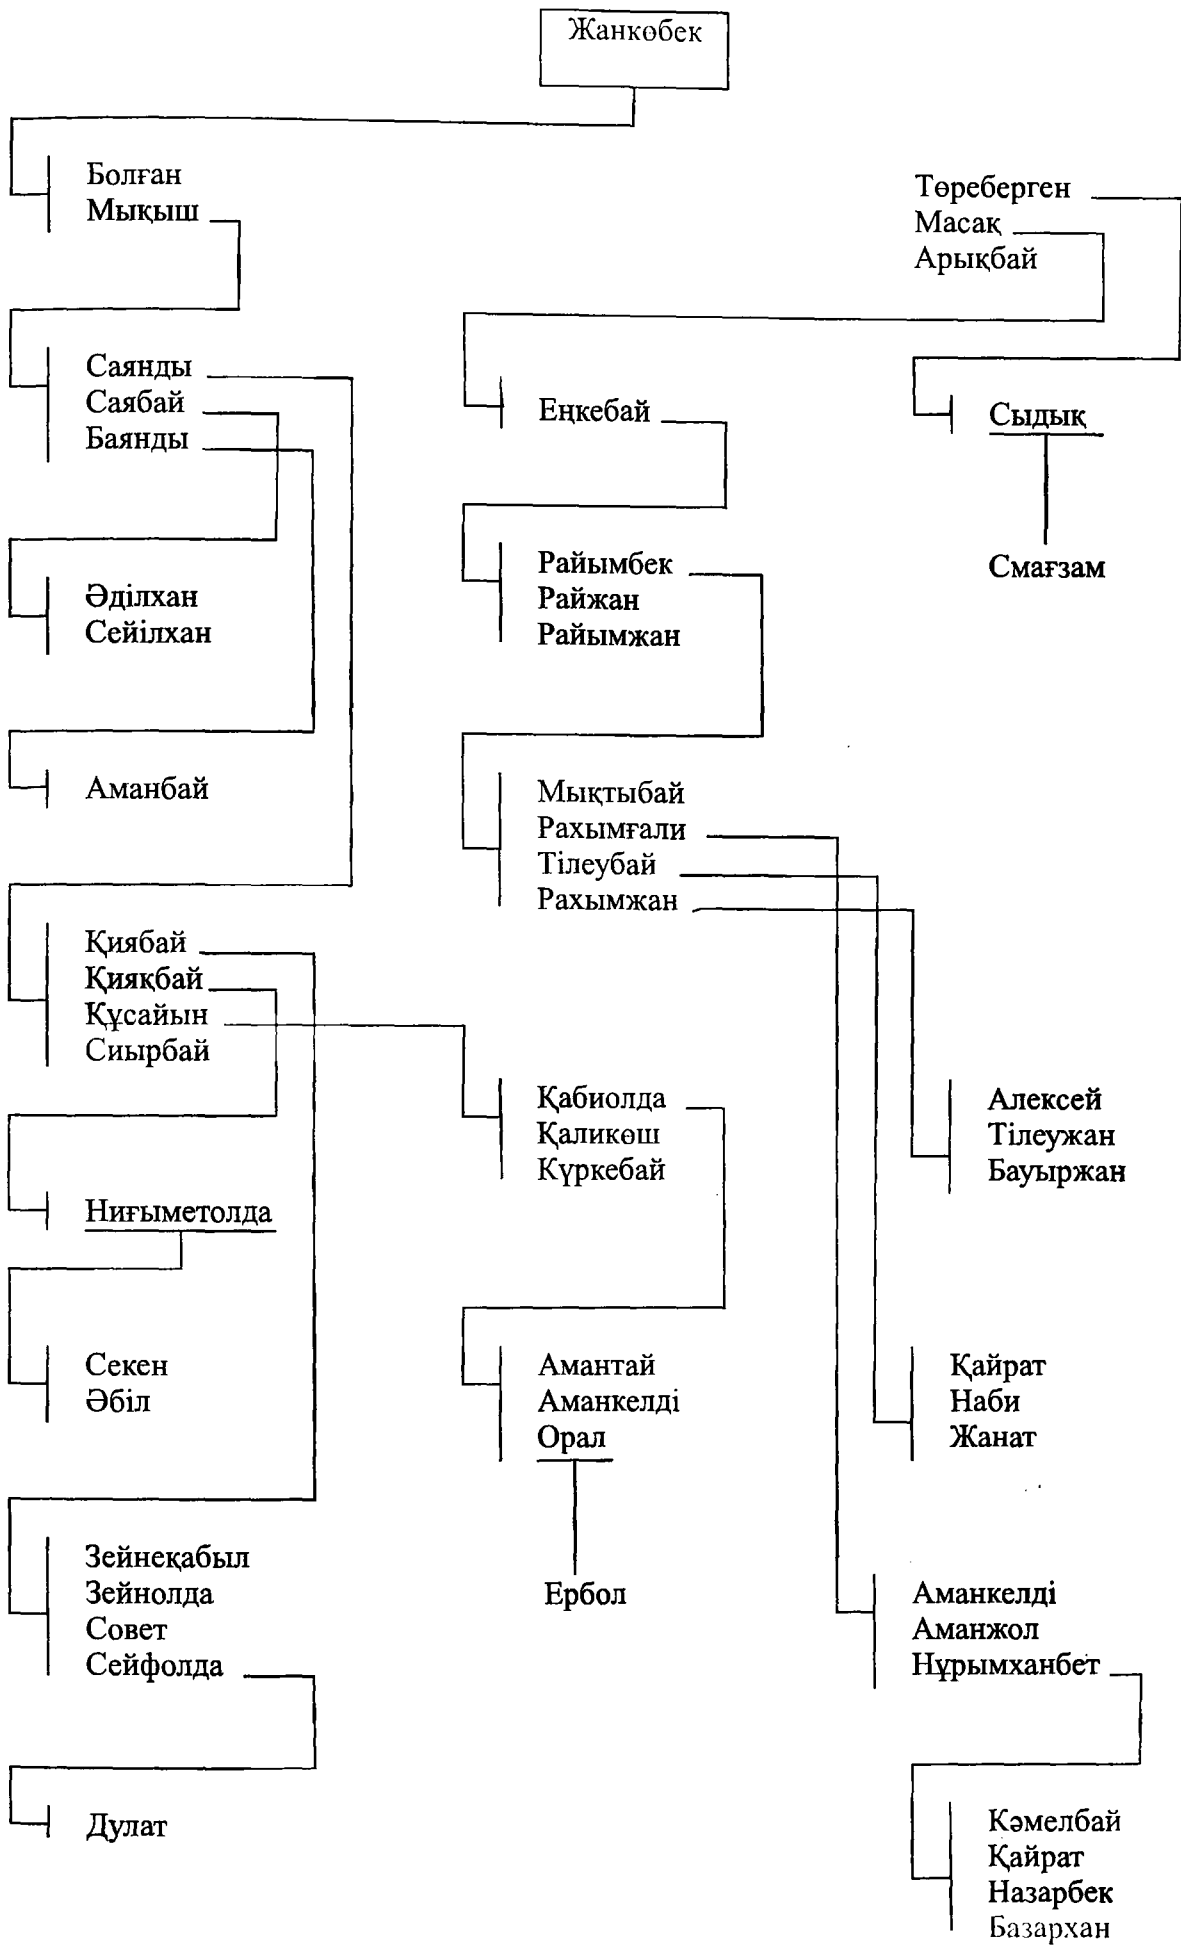 Жанкөбек
Болған
Мықыш
Төреберген
Масақ
Арықбай
Саянды
Саябай
Баянды
Еңкебай
Сыдық
Смағзам
Әділхан
Сейілхан
Райымбек
Райжан
Райымжан
Аманбай
Мықтыбай
Рахымғали
Тілеубай
Рахымжан
Қиябай
Қияқбай
Құсайын
Сиырбай
Қабиолда
Қаликөш
Күркебай
Алексей
Тілеужан
Бауыржан
Ниғыметолда
Секен
Әбіл
Амантай
Аманкелді
Орал
Ербол
Қайрат
Наби
Жанат
Зейнеқабыл
Зейнолда
Совет
Сейфолда
Аманкелді
Аманжол
Нұрымханбет
Дулат
Кәмелбай
Қайрат
Назарбек
Базархан